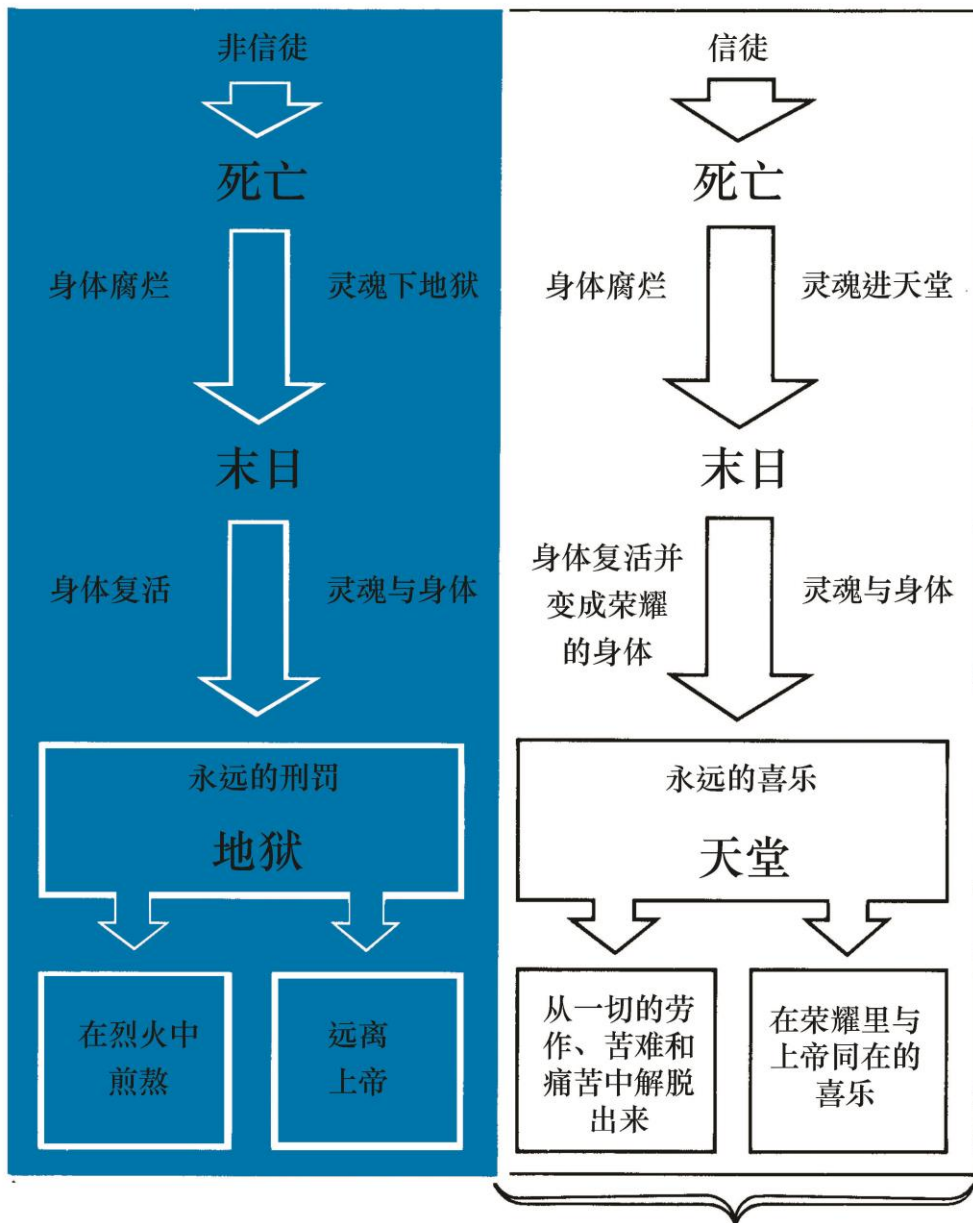 非信徒
死亡
身体腐烂
灵魂下地狱
末日
身体复活
灵魂与身体
永远的刑罚
地狱
在烈火中
煎熬
远离
上帝
信徒
死亡
身体腐烂
灵魂进天堂
末日
身体复活并
变成荣耀
的身体
灵魂与身体
永远的喜乐
天堂
从一切的劳
作、苦难和
痛苦中解脱
出来
在荣耀里与
上帝同在的
喜乐